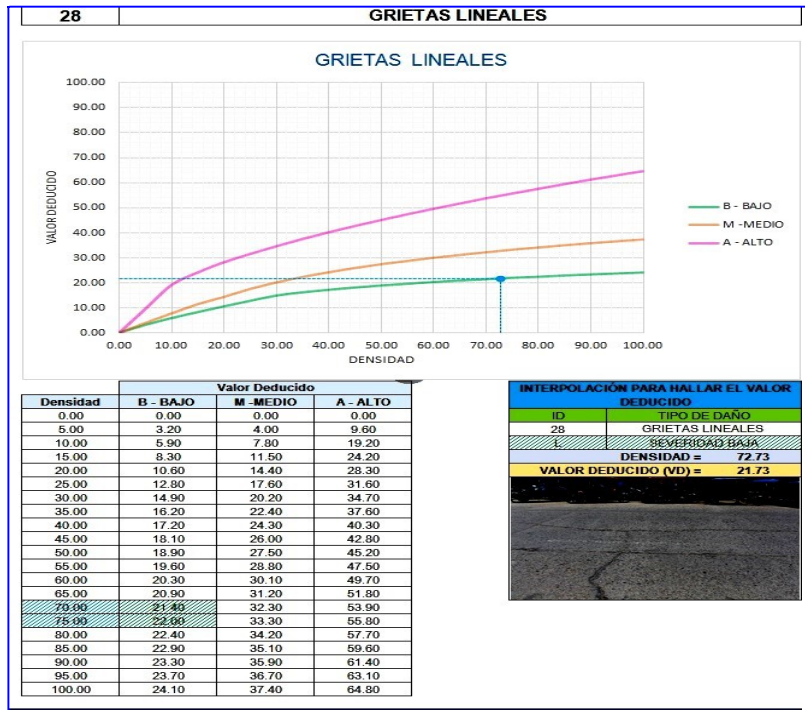 28 GRIETAS LINEALES
GRIETAS LINEALES
100.00
90.00
80.00
70.00
60.00
50.00
40.00
30.00
20.00
10.00
0.00
VALOR DEDUCIDO
0.00 10.00 20.00 30.00 40.00 50.00 60.00 70.00 80.00 90.00 100.00
DENSIDAD
B - BAJO
M -MEDIO
A - ALTO
Valor Deducido
Densidad B - BAJO M -MEDIO A - ALTO
0.00 0.00 0.00 0.00
5.00 3.20 4.00 9.60
10.00 5.90 7.80 19.20
15.00 8.30 11.50 24.20
20.00 10.60 14.40 28.30
25.00 12.80 17.60 31.60
30.00 14.90 20.20 34.70
35.00 16.20 22.40 37.60
40.00 17.20 24.30 40.30
45.00 18.10 26.00 42.80
50.00 18.90 27.50 45.20
55.00 19.60 28.80 47.50
60.00 20.30 30.10 49.70
65.00 20.90 31.20 51.80
70.00 21.40 32.30 53.90
75.00 22.00 33.30 55.80
80.00 22.40 34.20 57.70
85.00 22.90 35.10 59.60
90.00 23.30 35.90 61.40
95.00 23.70 36.70 63.10
100.00 24.10 37.40 64.80
INTERPOLACIÓN PARA HALLAR EL VALOR
DEDUCIDO
ID TIPO DE DAÑO
28 GRIETAS LINEALES
L SEVERIDAD BAJA
DENSIDAD = 72.73
VALOR DEDUCIDO (VD) = 21.73